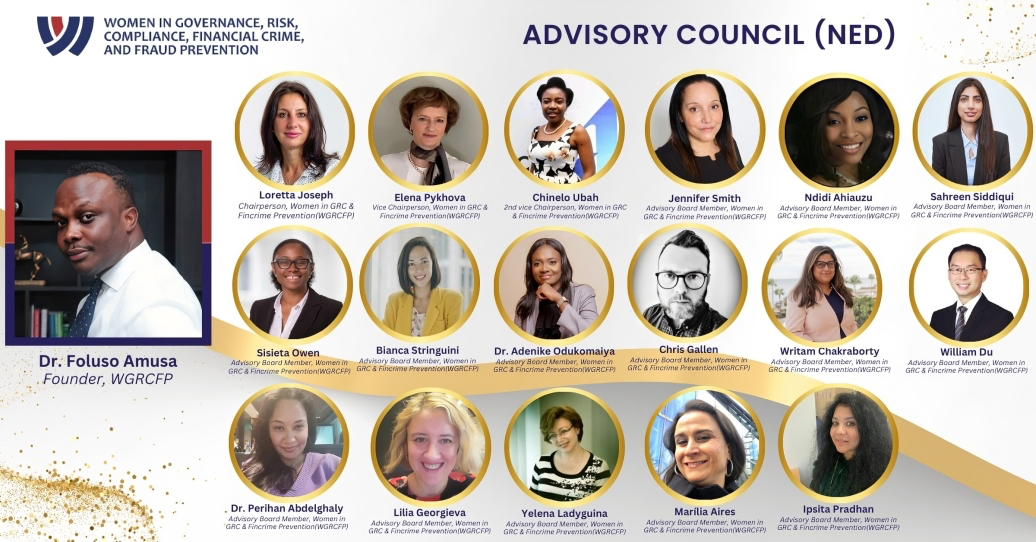 WOMEN IN GOVERNANCE, RISK,
COMPLIANCE, FINANCIAL CRIME,
AND FRAUD PREVENTION
ADVISORY COUNCIL (NED)
Dr. Foluso Amusa
Founder, WGRCFP
Loretta Joseph
Chairperson, Women in GRC &
Fincrime Prevention(WGRCFP)
Elena Pykhova
Vice Chairperson, Women in GRC &
Fincrime Prevention(WGRCFP)
Chinelo Ubah
2nd vice Chairperson, Women in GRC
& Fincrime Prevention(WGRCFP)
Jennifer Smith
Advisory Board Member, Women in
GRC & Fincrime Prevention(WGRCFP)
Ndidi Ahiauzu
Advisory Board Member, Women in
GRC & Fincrime Prevention(WGRCFP)
Sahreen Siddiqui
Advisory Board Member, Women in
GRC & Fincrime Prevention(WGRCFP)
Sisieta Owen
Advisory Board Member, Women in
GRC & Fincrime Prevention(WGRCFP)
Bianca Stringuini
Advisory Board Member, Women in
GRC & Fincrime Prevention(WGRCFP)
Dr. Adenike Odukomaiya
Advisory Board Member, Women in
GRC & Fincrime Prevention(WGRCFP)
Chris Gallen
Advisory Board Member, Women in
GRC & Fincrime Prevention(WGRCFP)
Writam Chakraborty
Advisory Board Member, Women in
GRC & Fincrime Prevention(WGRCFP)
William Du
Advisory Board Member, Women in
GRC & Fincrime Prevention(WGRCFP)
. Dr. Perihan Abdelghaly
Advisory Board Member, Women in
GRC & Fincrime Prevention(WGRCFP)
Lilia Georgieva
Advisory Board Member, Women in
GRC & Fincrime Prevention(WGRCFP)
Yelena Ladyguina
Advisory Board Member, Women in
GRC & Fincrime Prevention(WGRCFP)
Marília Aires
Advisory Board Member, Women in
GRC & Fincrime Prevention(WGRCFP)
Ipsita Pradhan
Advisory Board Member, Women in
GRC & Fincrime Prevention(WGRCFP)